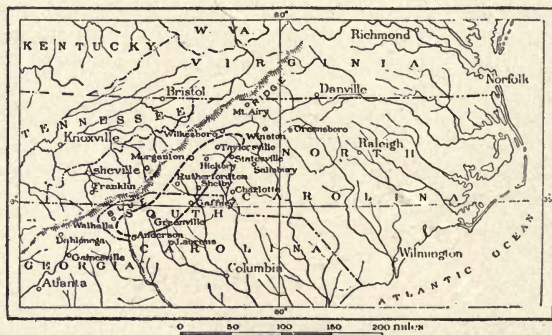 80°
KENTUCKY
W. VA
Richmond
VIRGINIA
Norfolk
Bristol
RIDGE
Danville
Mt. Airy
TENNESSEE
Knoxville
Wilkesboro
Winston
Greensboro
Taylorsville
Raleigh
Morganton
Statesville
NORTH
Asheville
Hickory
Salisbury
Rutherfordton
Franklin
Shelby
Charlotte
CAROLINA
Gaffney
SOUTH
Walhalla
Greenville
Anderson
Dahlonega
Laurens
Wilmington
CAROLINA
Gainesville
GEORGIA
Columbia
ATLANTIC OCEAN
Atlanta
80°
0 50 100 150 200 miles